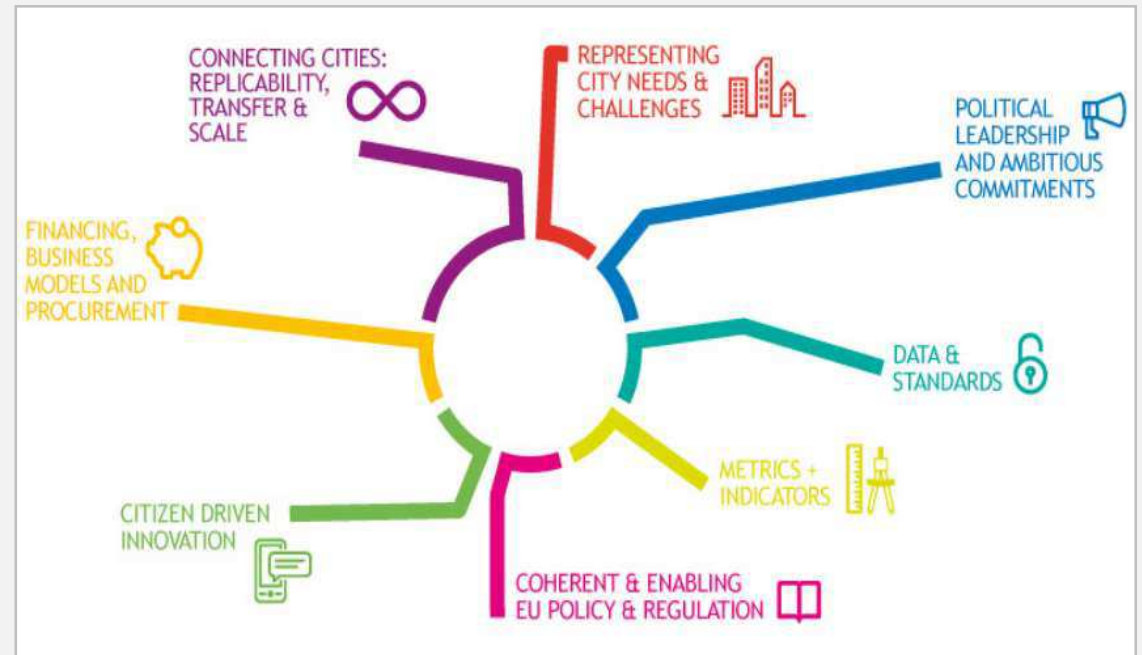 CONNECTING CITIES:
REPLICABILITY,
TRANSFER &
SCALE
REPRESENTING
CITY NEEDS &
CHALLENGES
POLITICAL
LEADERSHIP
AND AMBITIOUS
COMMITMENTS
FINANCING,
BUSINESS
MODELS AND
PROCUREMENT
DATA &
STANDARDS
METRICS +
INDICATORS
CITIZEN DRIVEN
INNOVATION
COHERENT & ENABLING
EU POLICY & REGULATION